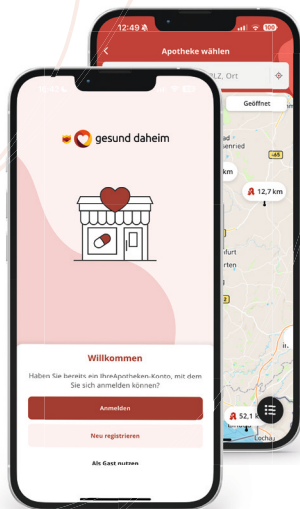 12:49
100
Apotheke wählen
PLZ, Ort
Geöffnet
km
12,7 km
52,1
Lochau
gesund daheim
Willkommen
Haben Sie bereits ein IhreApotheken-Konto, mit dem
Sie sich anmelden können?
Anmelden
Neu registrieren
Als Gast nutzen